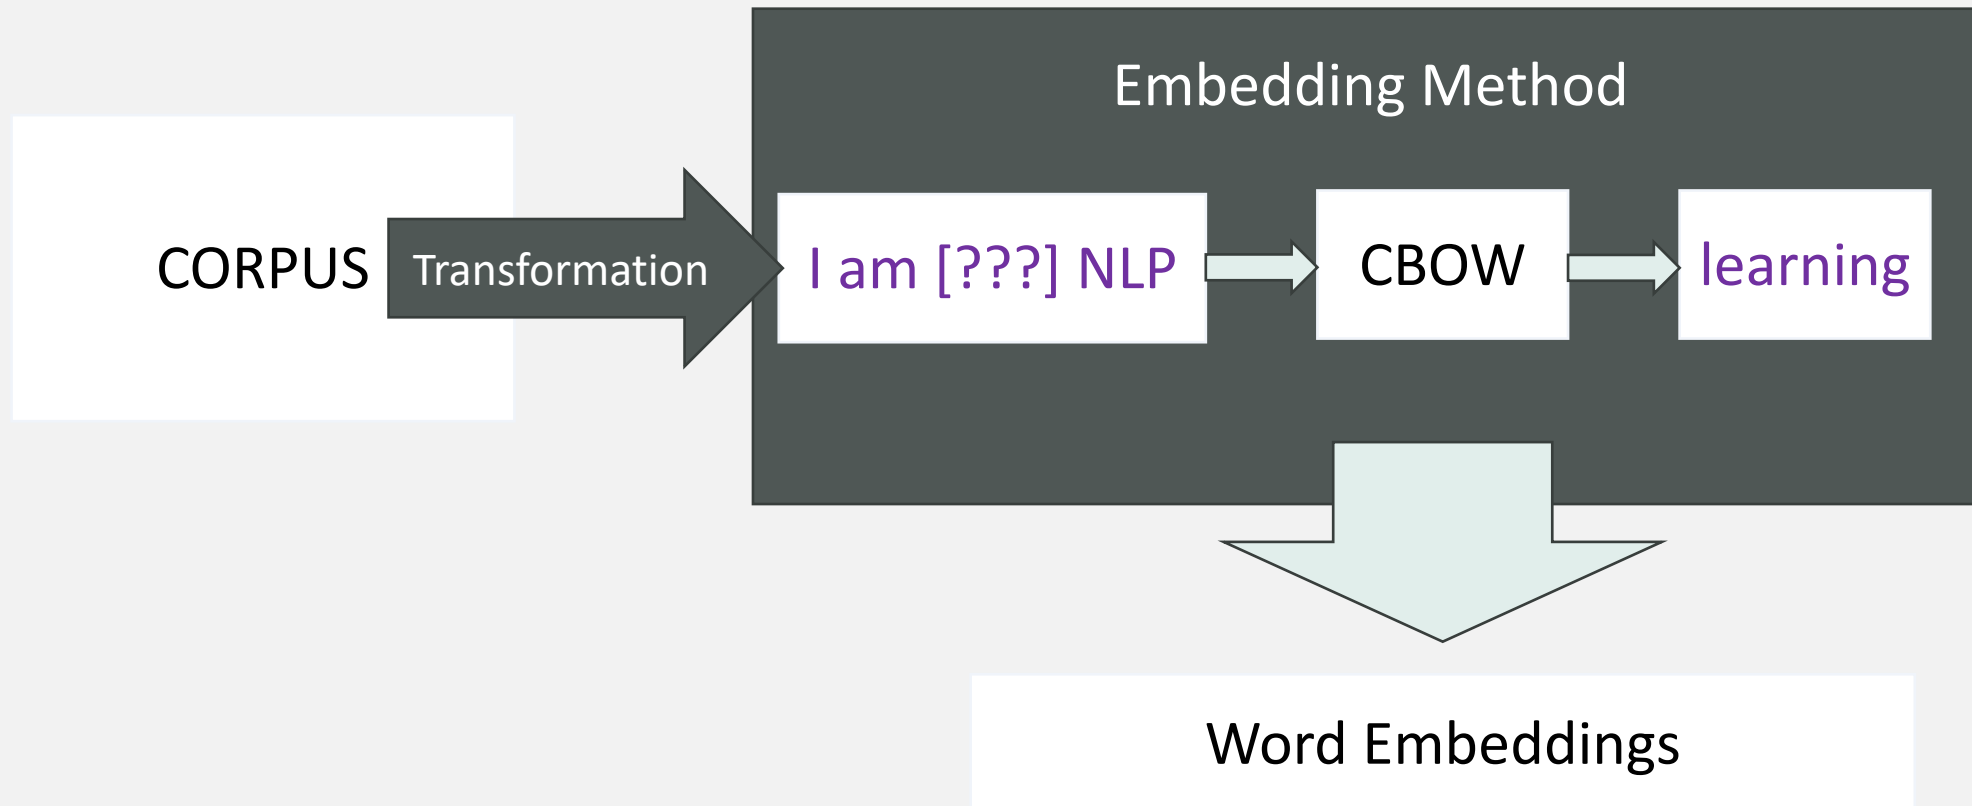 Embedding Method
CORPUS
Transformation
I am [???] NLP
CBOW
learning
Word Embeddings